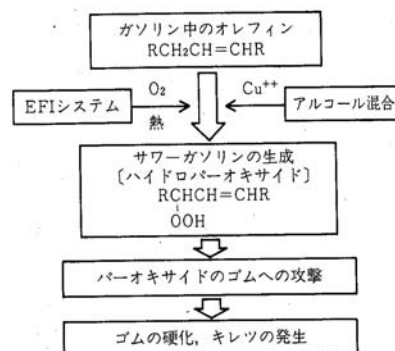 ガソリン中のオレフィン
RCH₂CH=CHR
O₂
Cu⁺⁺
EFIシステム
熱
アルコール混合
サワーガソリンの生成
〔ハイドロパーオキサイド〕
RCHCH=CHR
OOH
パーオキサイドのゴムへの攻撃
ゴムの硬化,キレツの発生